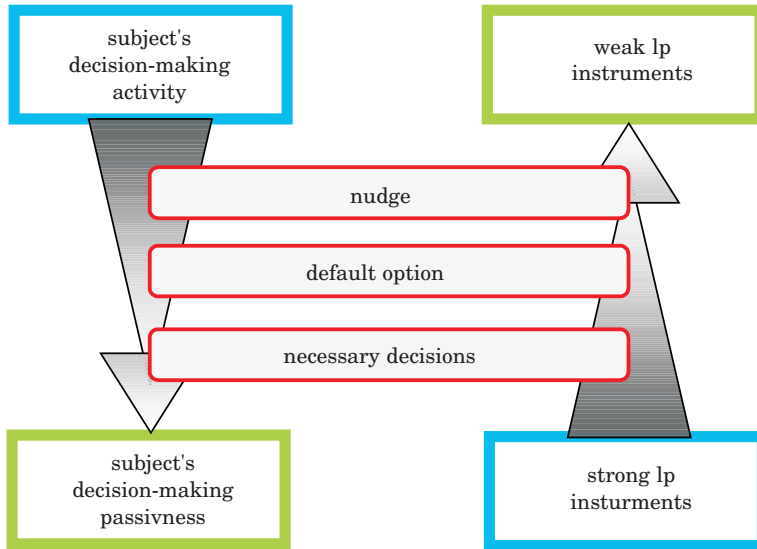 subject's
decision-making
activity
weak lp
instruments
nudge
default option
necessary decisions
subject's
decision-making
passivness
strong lp
insturments